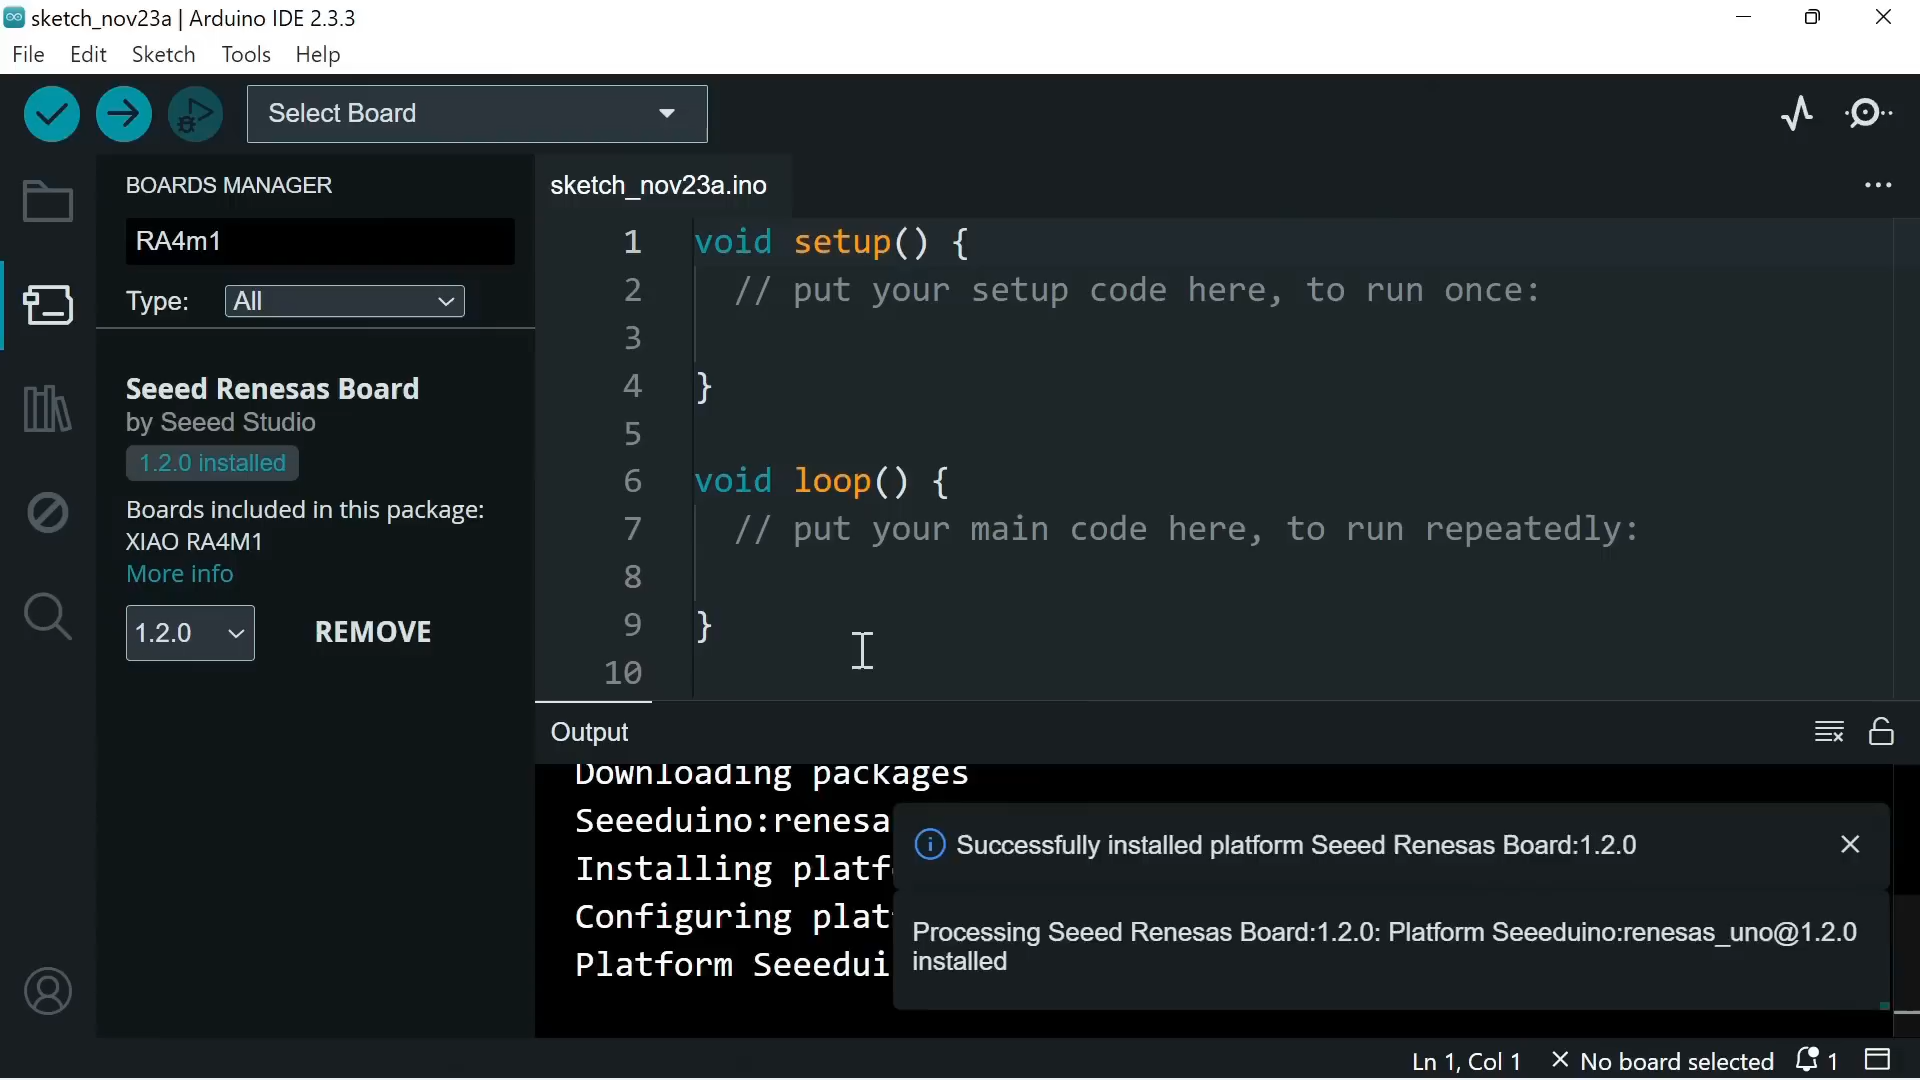 sketch_nov23a | Arduino IDE 2.3.3
File Edit Sketch Tools Help
Select Board
BOARDS MANAGER
RA4m1
Type: All
Seeed Renesas Board
by Seeed Studio
1.2.0 installed
Boards included in this package:
XIAO RA4M1
More info
1.2.0 REMOVE
sketch_nov23a.ino
1 void setup() {
2 // put your setup code here, to run once:
3
4 }
5
6 void loop() {
7 // put your main code here, to run repeatedly:
8
9 }
10
Output
Downloading packages
Seeeduino:renesa
Installing platf
Configuring plat
Platform Seeedui
Successfully installed platform Seeed Renesas Board:1.2.0
Processing Seeed Renesas Board:1.2.0: Platform Seeeduino:renesas_uno@1.2.0
installed
Ln 1, Col 1 No board selected 1